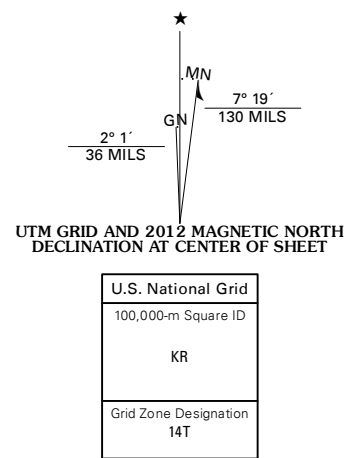 ★
MN
7° 19´
130 MILS
GN
2° 1´
36 MILS
UTM GRID AND 2012 MAGNETIC NORTH
DECLINATION AT CENTER OF SHEET
U.S. National Grid
100,000-m Square ID
KR
Grid Zone Designation
14T